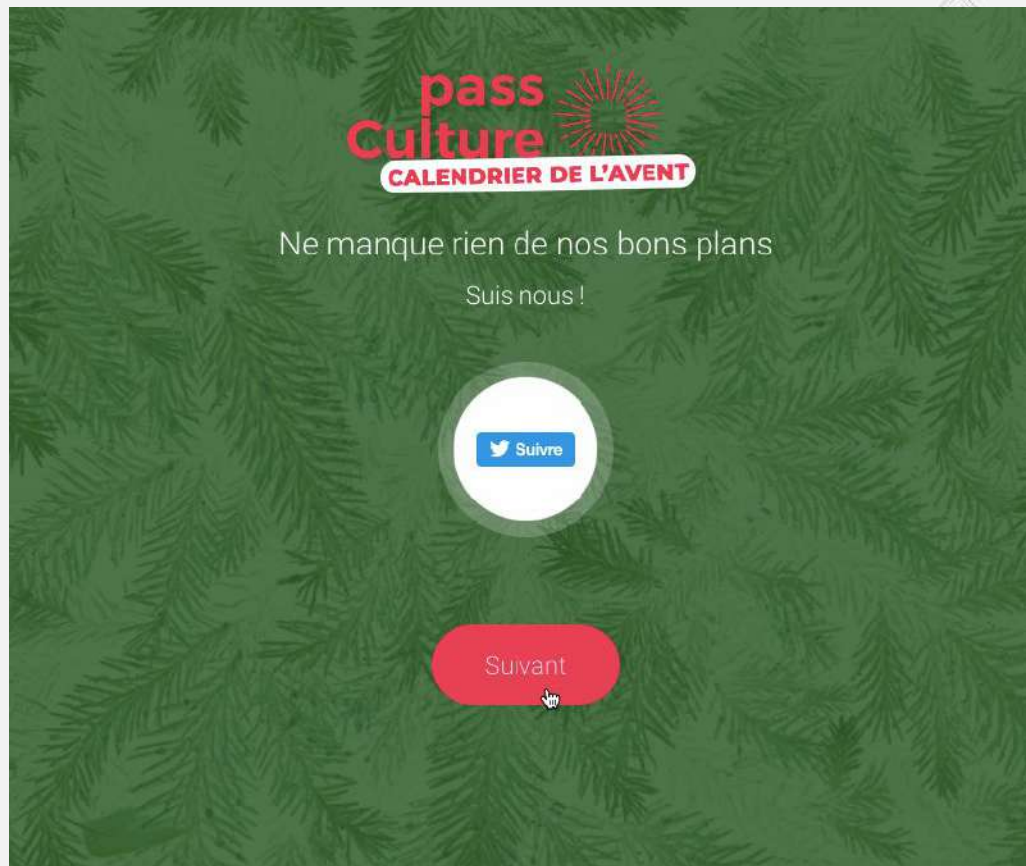 pass
Culture
CALENDRIER DE L'AVENT
Ne manque rien de nos bons plans
Suis nous !
Suivre
Suivant